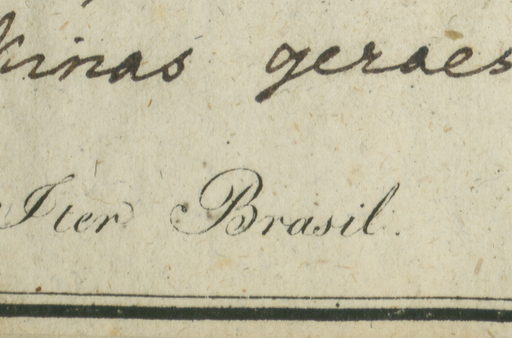 Minas geraes
Iter Brasil.